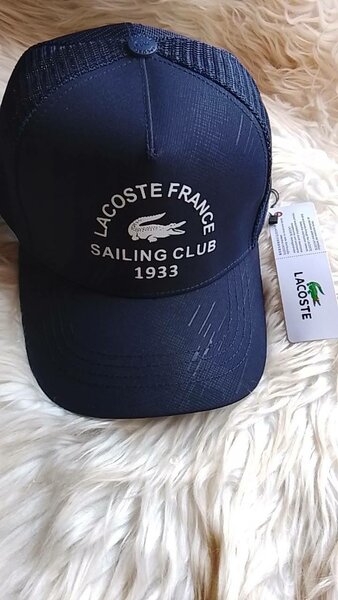 LACOSTE FRANCE
SAILING CLUB
1933
LACOSTE